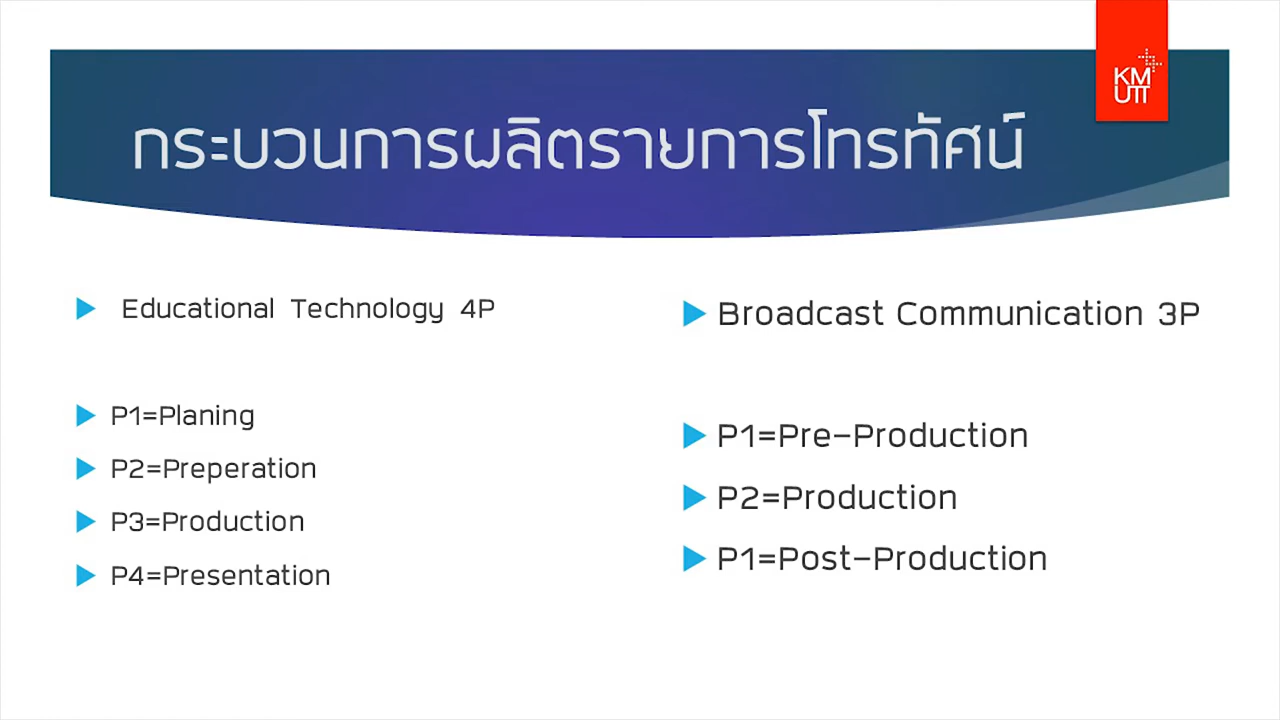 KM
UTT
กระบวนการผลิตรายการโทรทัศน์
Educational Technology 4P
P1=Planing
P2=Preperation
P3=Production
P4=Presentation
Broadcast Communication 3P
P1=Pre-Production
P2=Production
P1=Post-Production